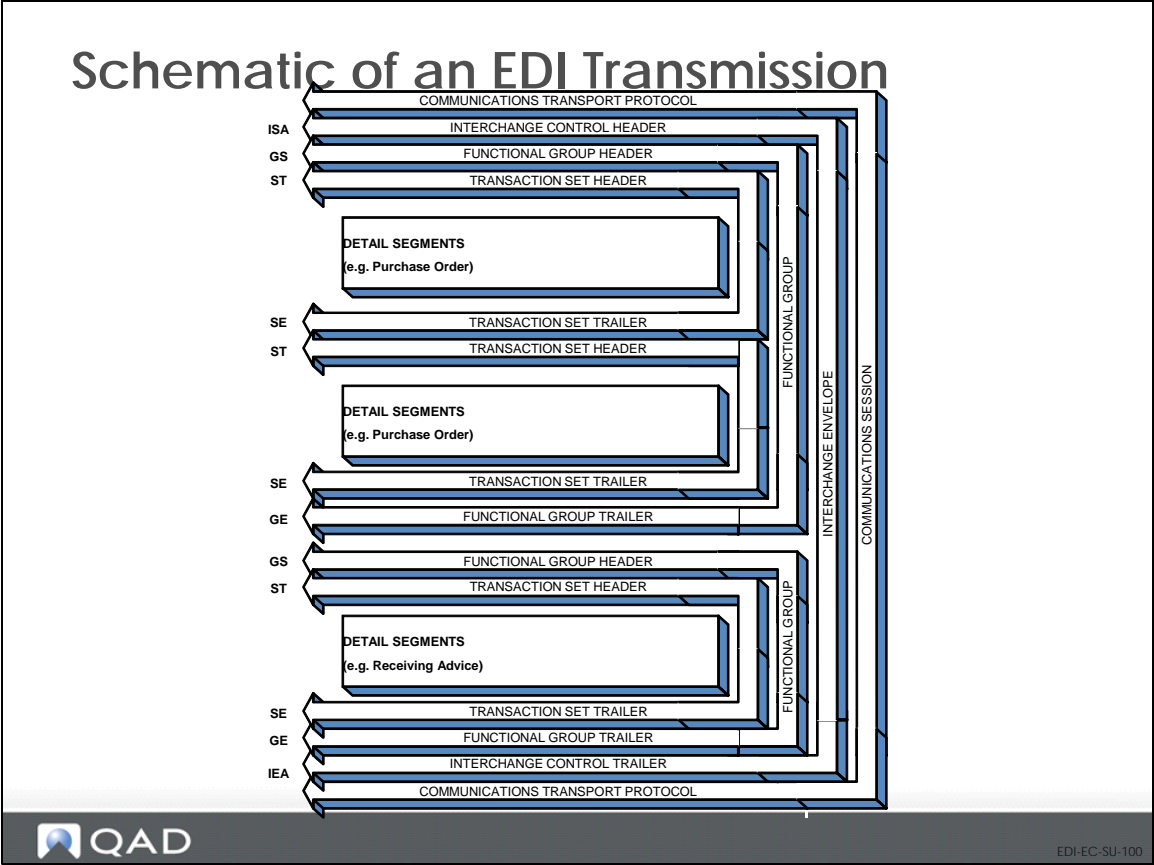 Schematic of an EDI Transmission
COMMUNICATIONS TRANSPORT PROTOCOL
ISA INTERCHANGE CONTROL HEADER
GS FUNCTIONAL GROUP HEADER
ST TRANSACTION SET HEADER
DETAIL SEGMENTS
(e.g. Purchase Order)
SE TRANSACTION SET TRAILER
ST TRANSACTION SET HEADER
DETAIL SEGMENTS
(e.g. Purchase Order)
SE TRANSACTION SET TRAILER
GE FUNCTIONAL GROUP TRAILER
FUNCTIONAL GROUP
INTERCHANGE ENVELOPE
COMMUNICATIONS SESSION
GS FUNCTIONAL GROUP HEADER
ST TRANSACTION SET HEADER
DETAIL SEGMENTS
(e.g. Receiving Advice)
SE TRANSACTION SET TRAILER
GE FUNCTIONAL GROUP TRAILER
FUNCTIONAL GROUP
IEA INTERCHANGE CONTROL TRAILER
COMMUNICATIONS TRANSPORT PROTOCOL
QAD
EDI-EC-SU-100